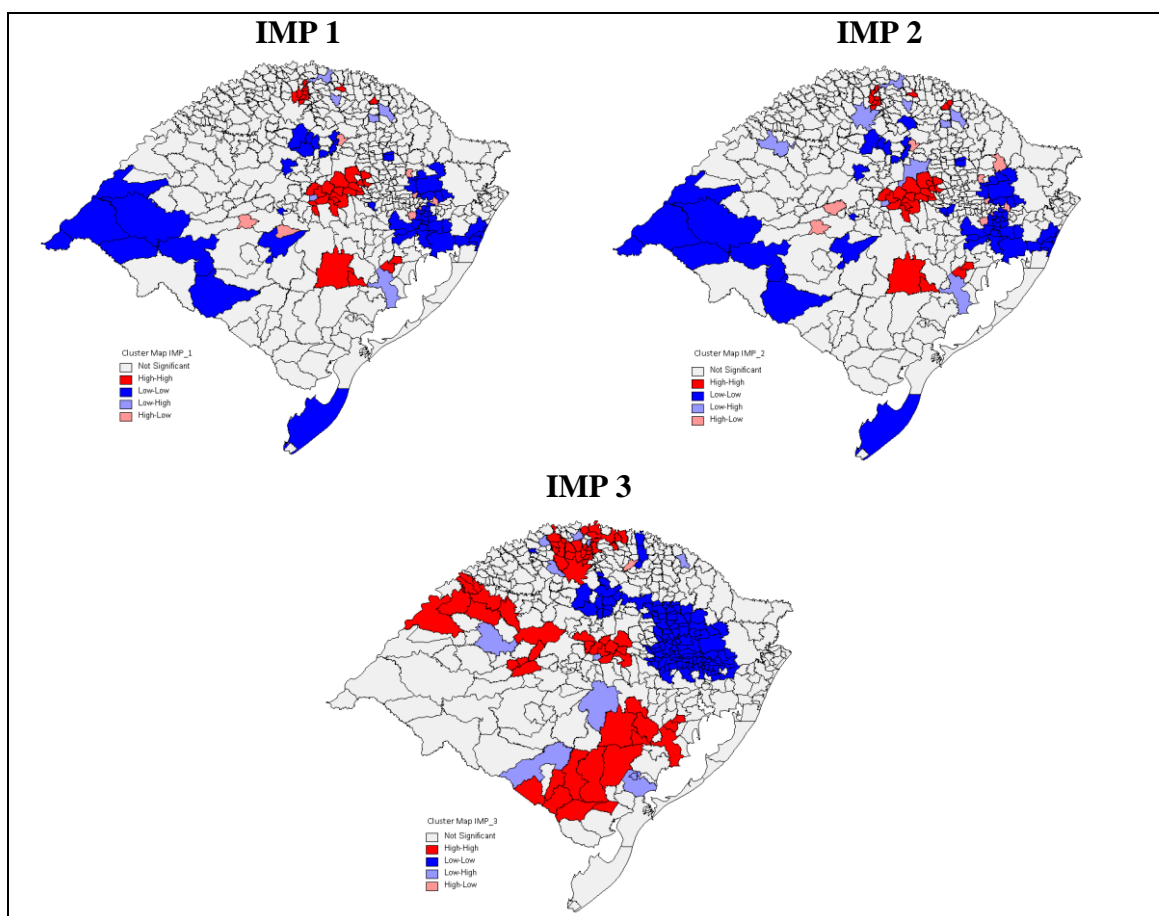 IMP 1
IMP 2
Cluster Map IMP_1
Not Significant
High-High
Low-Low
Low-High
High-Low
Cluster Map IMP_2
Not Significant
High-High
Low-Low
Low-High
High-Low
IMP 3
Cluster Map IMP_3
Not Significant
High-High
Low-Low
Low-High
High-Low